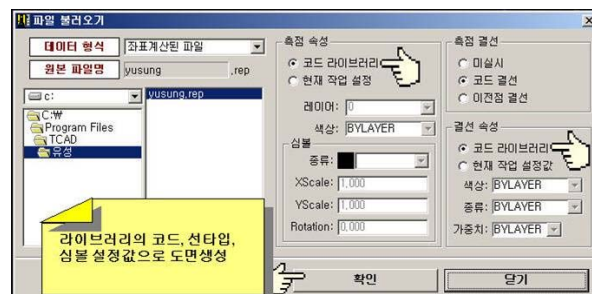 파일 불러오기
데이터 형식
좌표계산된 파일
원본 파일명
yusung
,rep
c:
yusung,rep
C:₩
Program Files
TCAD
유성
라이브러리의 코드, 선타입,
심볼 설정값으로 도면생성
측점 속성
코드 라이브러리
현재 작업 설정
레이어: 0
색상: BYLAYER
심볼
종류:
XScale: 1,000
YScale: 1,000
Rotation: 0,000
측점 결선
미실시
코드 결선
이전점 결선
결선 속성
코드 라이브러리
현재 작업 설정값
색상: BYLAYER
종류: BYLAYER
가중치: BYLAYER
확인
닫기